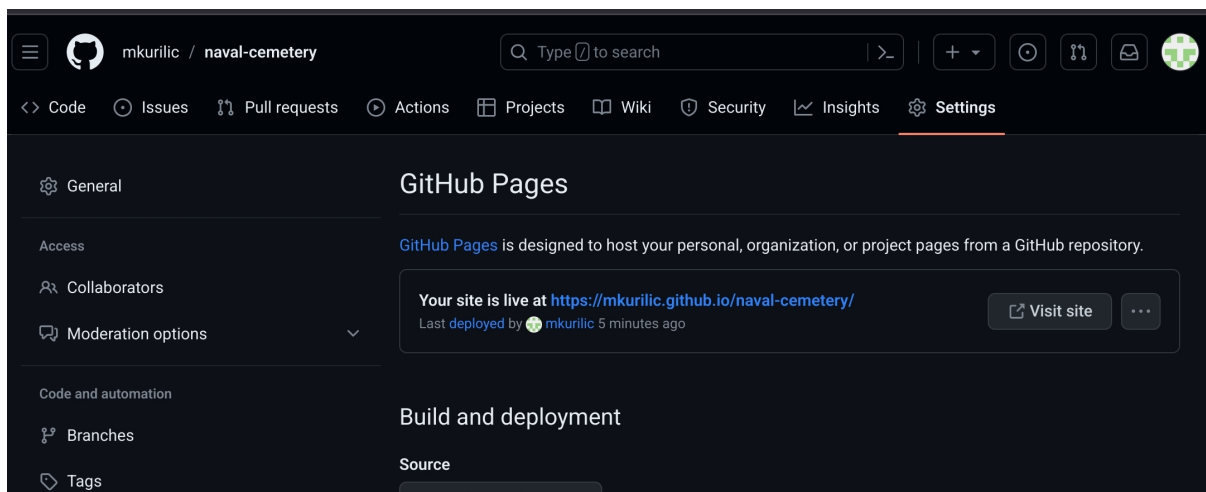 mkurilic / naval-cemetery
Type / to search
Code
Issues
Pull requests
Actions
Projects
Wiki
Security
Insights
Settings
General
GitHub Pages
Access
GitHub Pages is designed to host your personal, organization, or project pages from a GitHub repository.
Collaborators
Your site is live at https://mkurilic.github.io/naval-cemetery/
Visit site
Last deployed by mkurilic 5 minutes ago
Moderation options
Code and automation
Build and deployment
Branches
Source
Tags